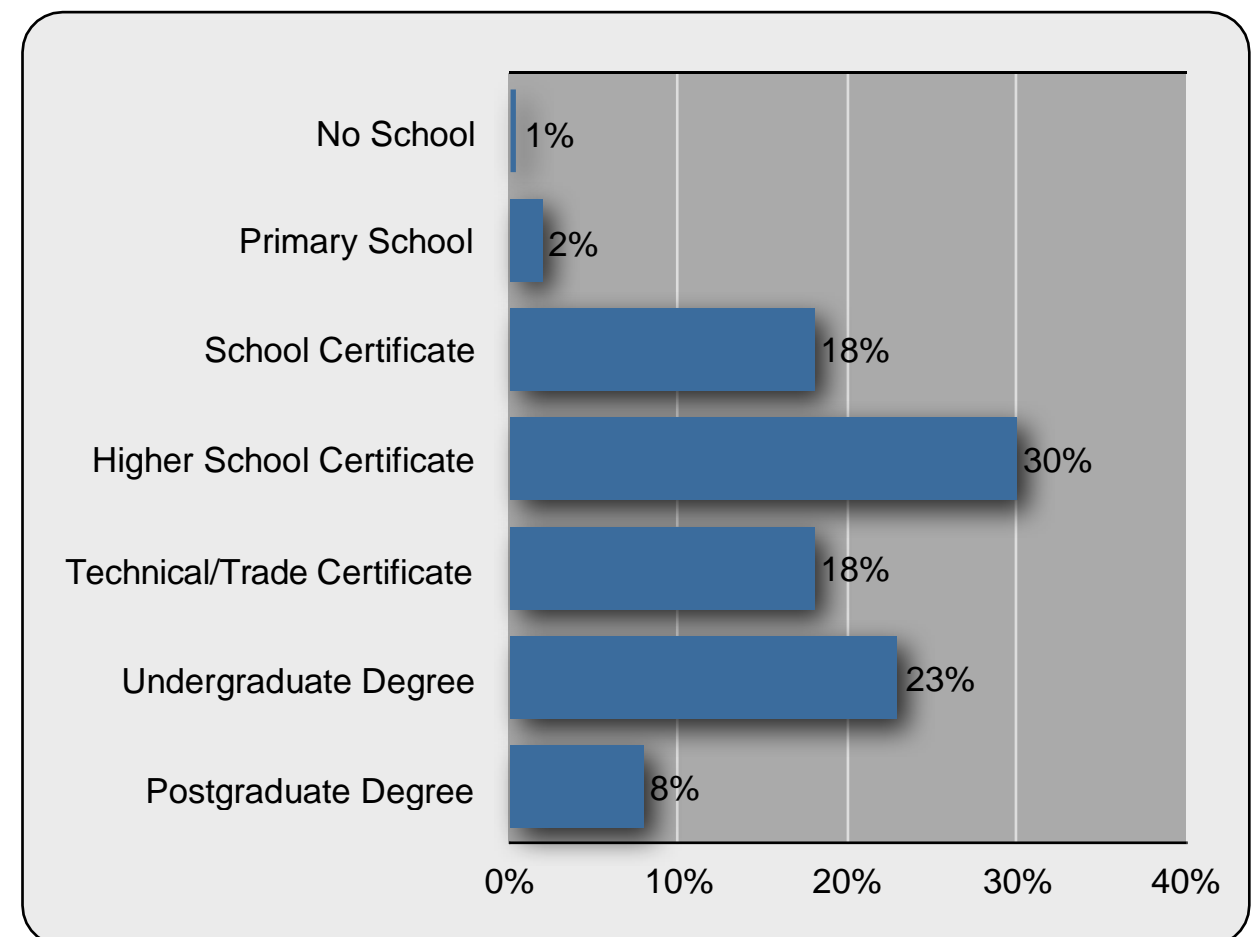 No School 1%
Primary School 2%
School Certificate 18%
Higher School Certificate 30%
Technical/Trade Certificate 18%
Undergraduate Degree 23%
Postgraduate Degree 8%
0% 10% 20% 30% 40%